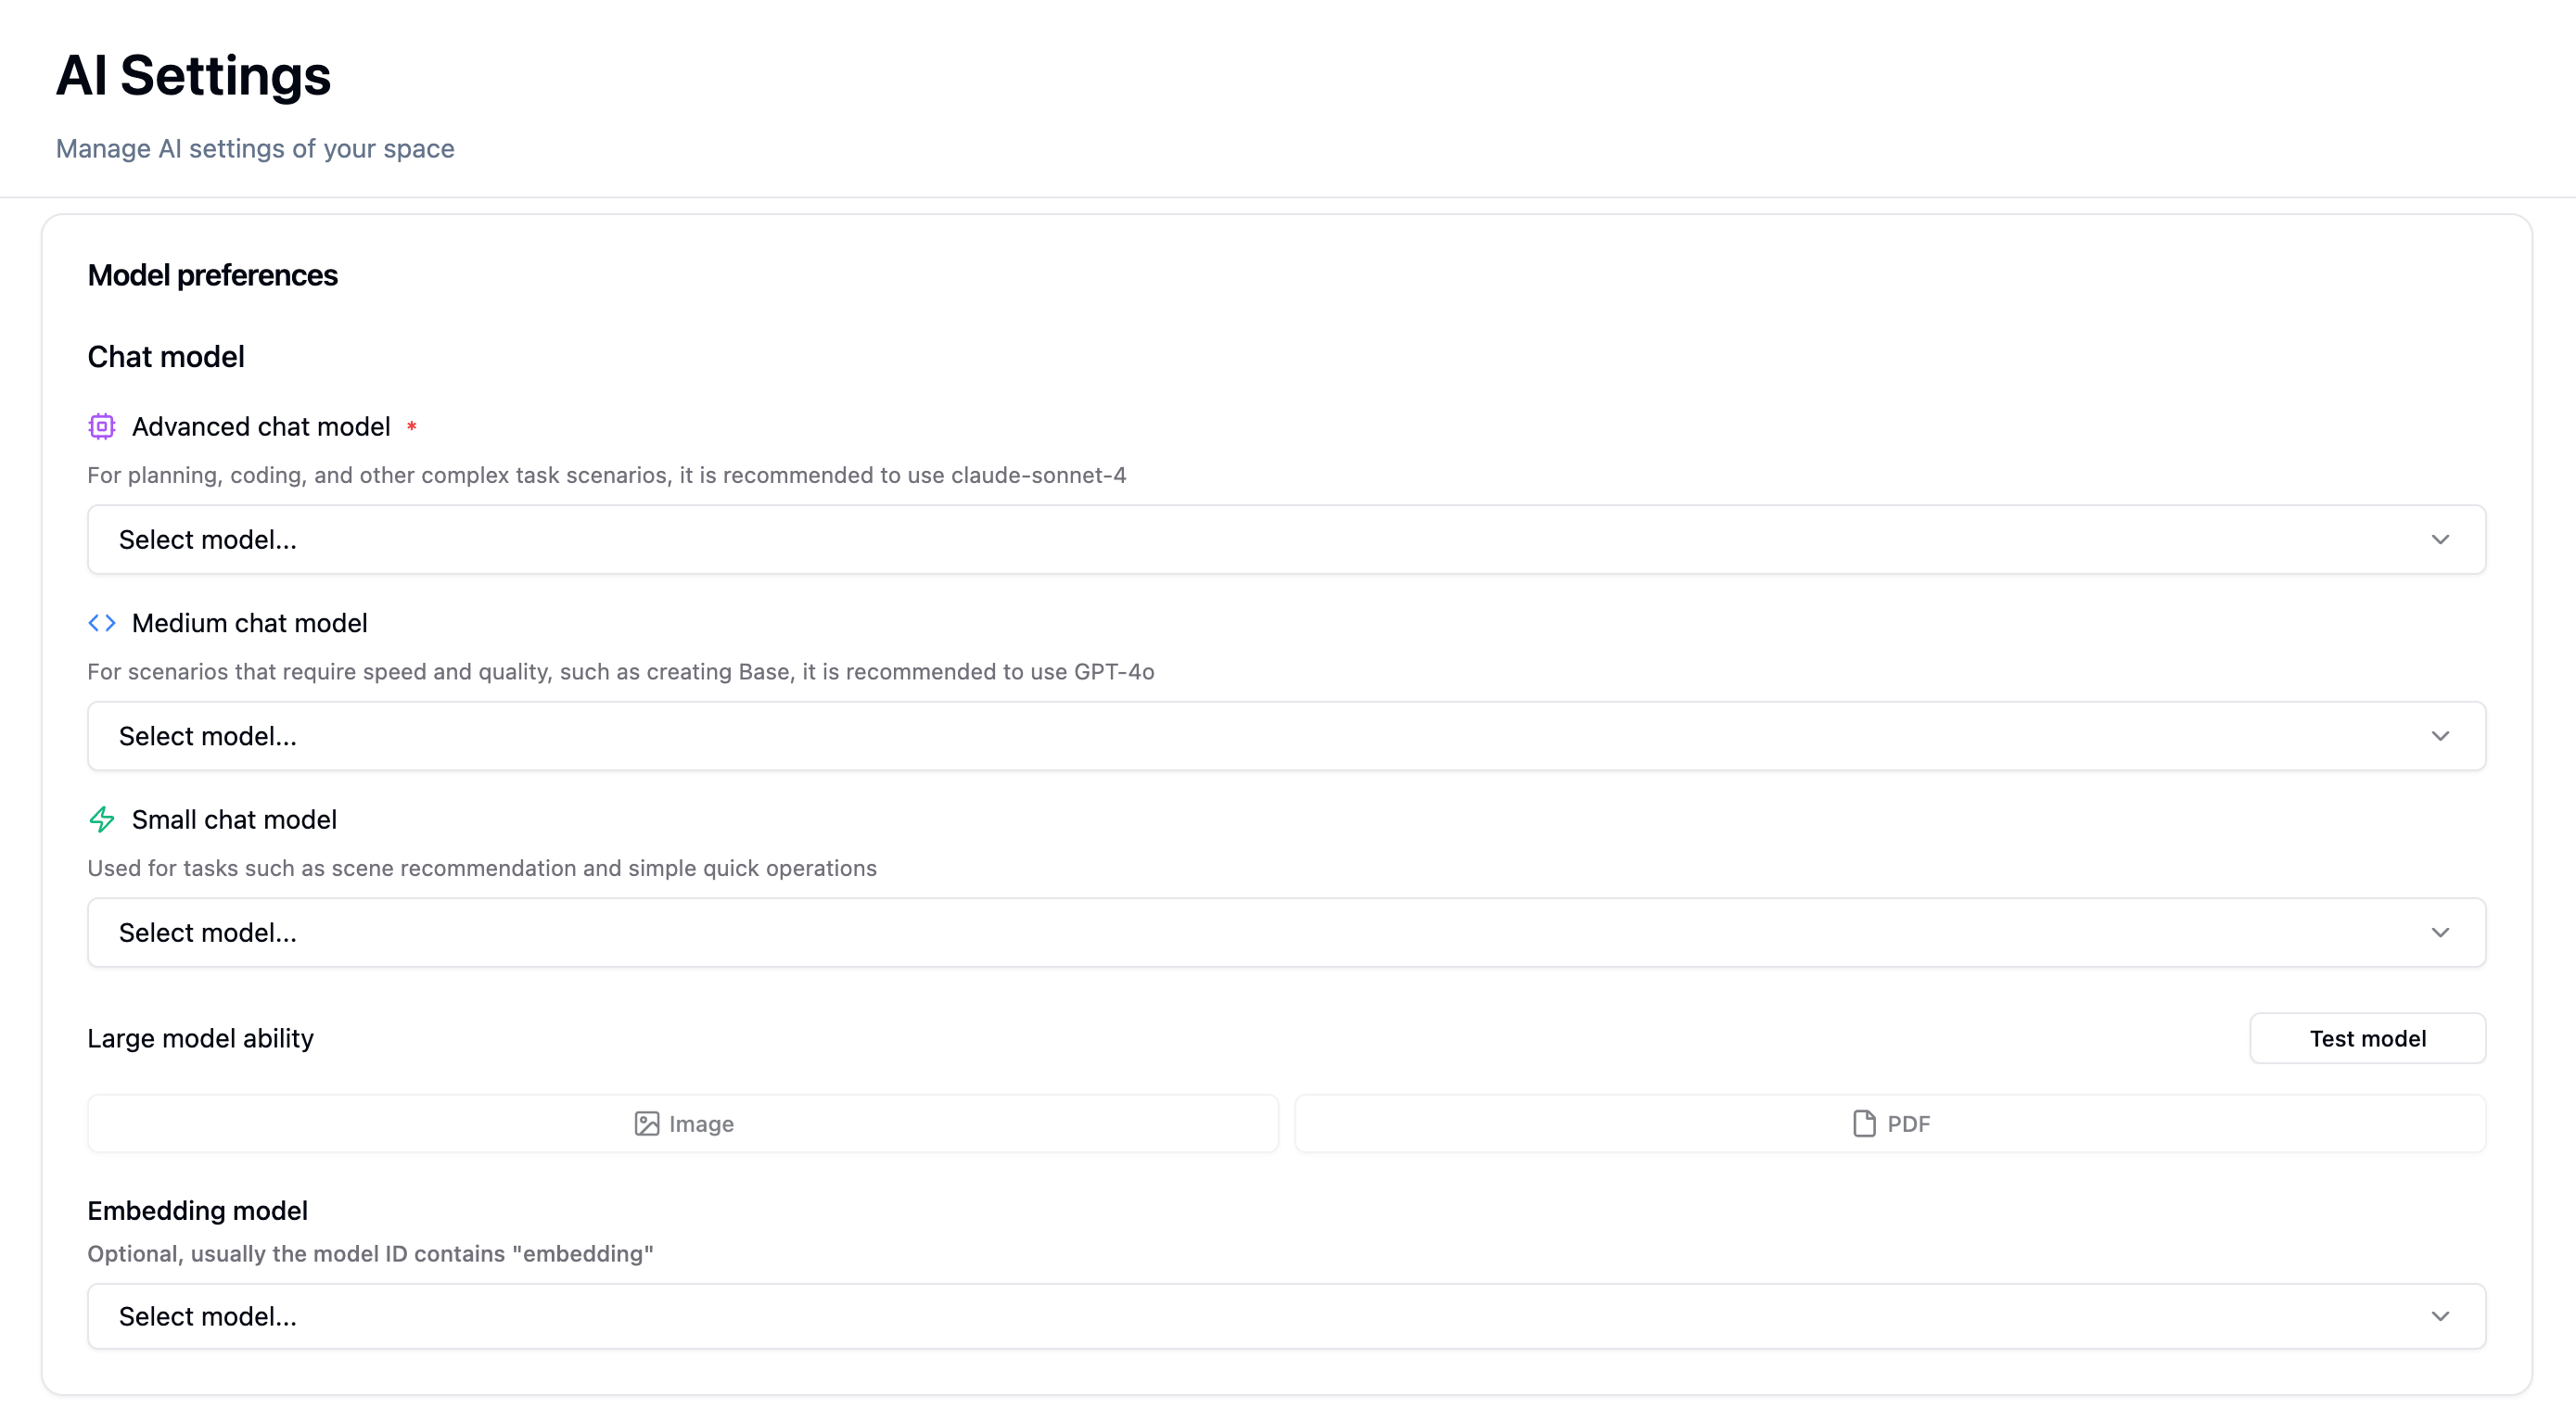 AI Settings
Manage AI settings of your space
Model preferences
Chat model
Advanced chat model *
For planning, coding, and other complex task scenarios, it is recommended to use claude-sonnet-4
Select model...
Medium chat model
For scenarios that require speed and quality, such as creating Base, it is recommended to use GPT-4o
Select model...
Small chat model
Used for tasks such as scene recommendation and simple quick operations
Select model...
Large model ability
Test model
Image
PDF
Embedding model
Optional, usually the model ID contains "embedding"
Select model...